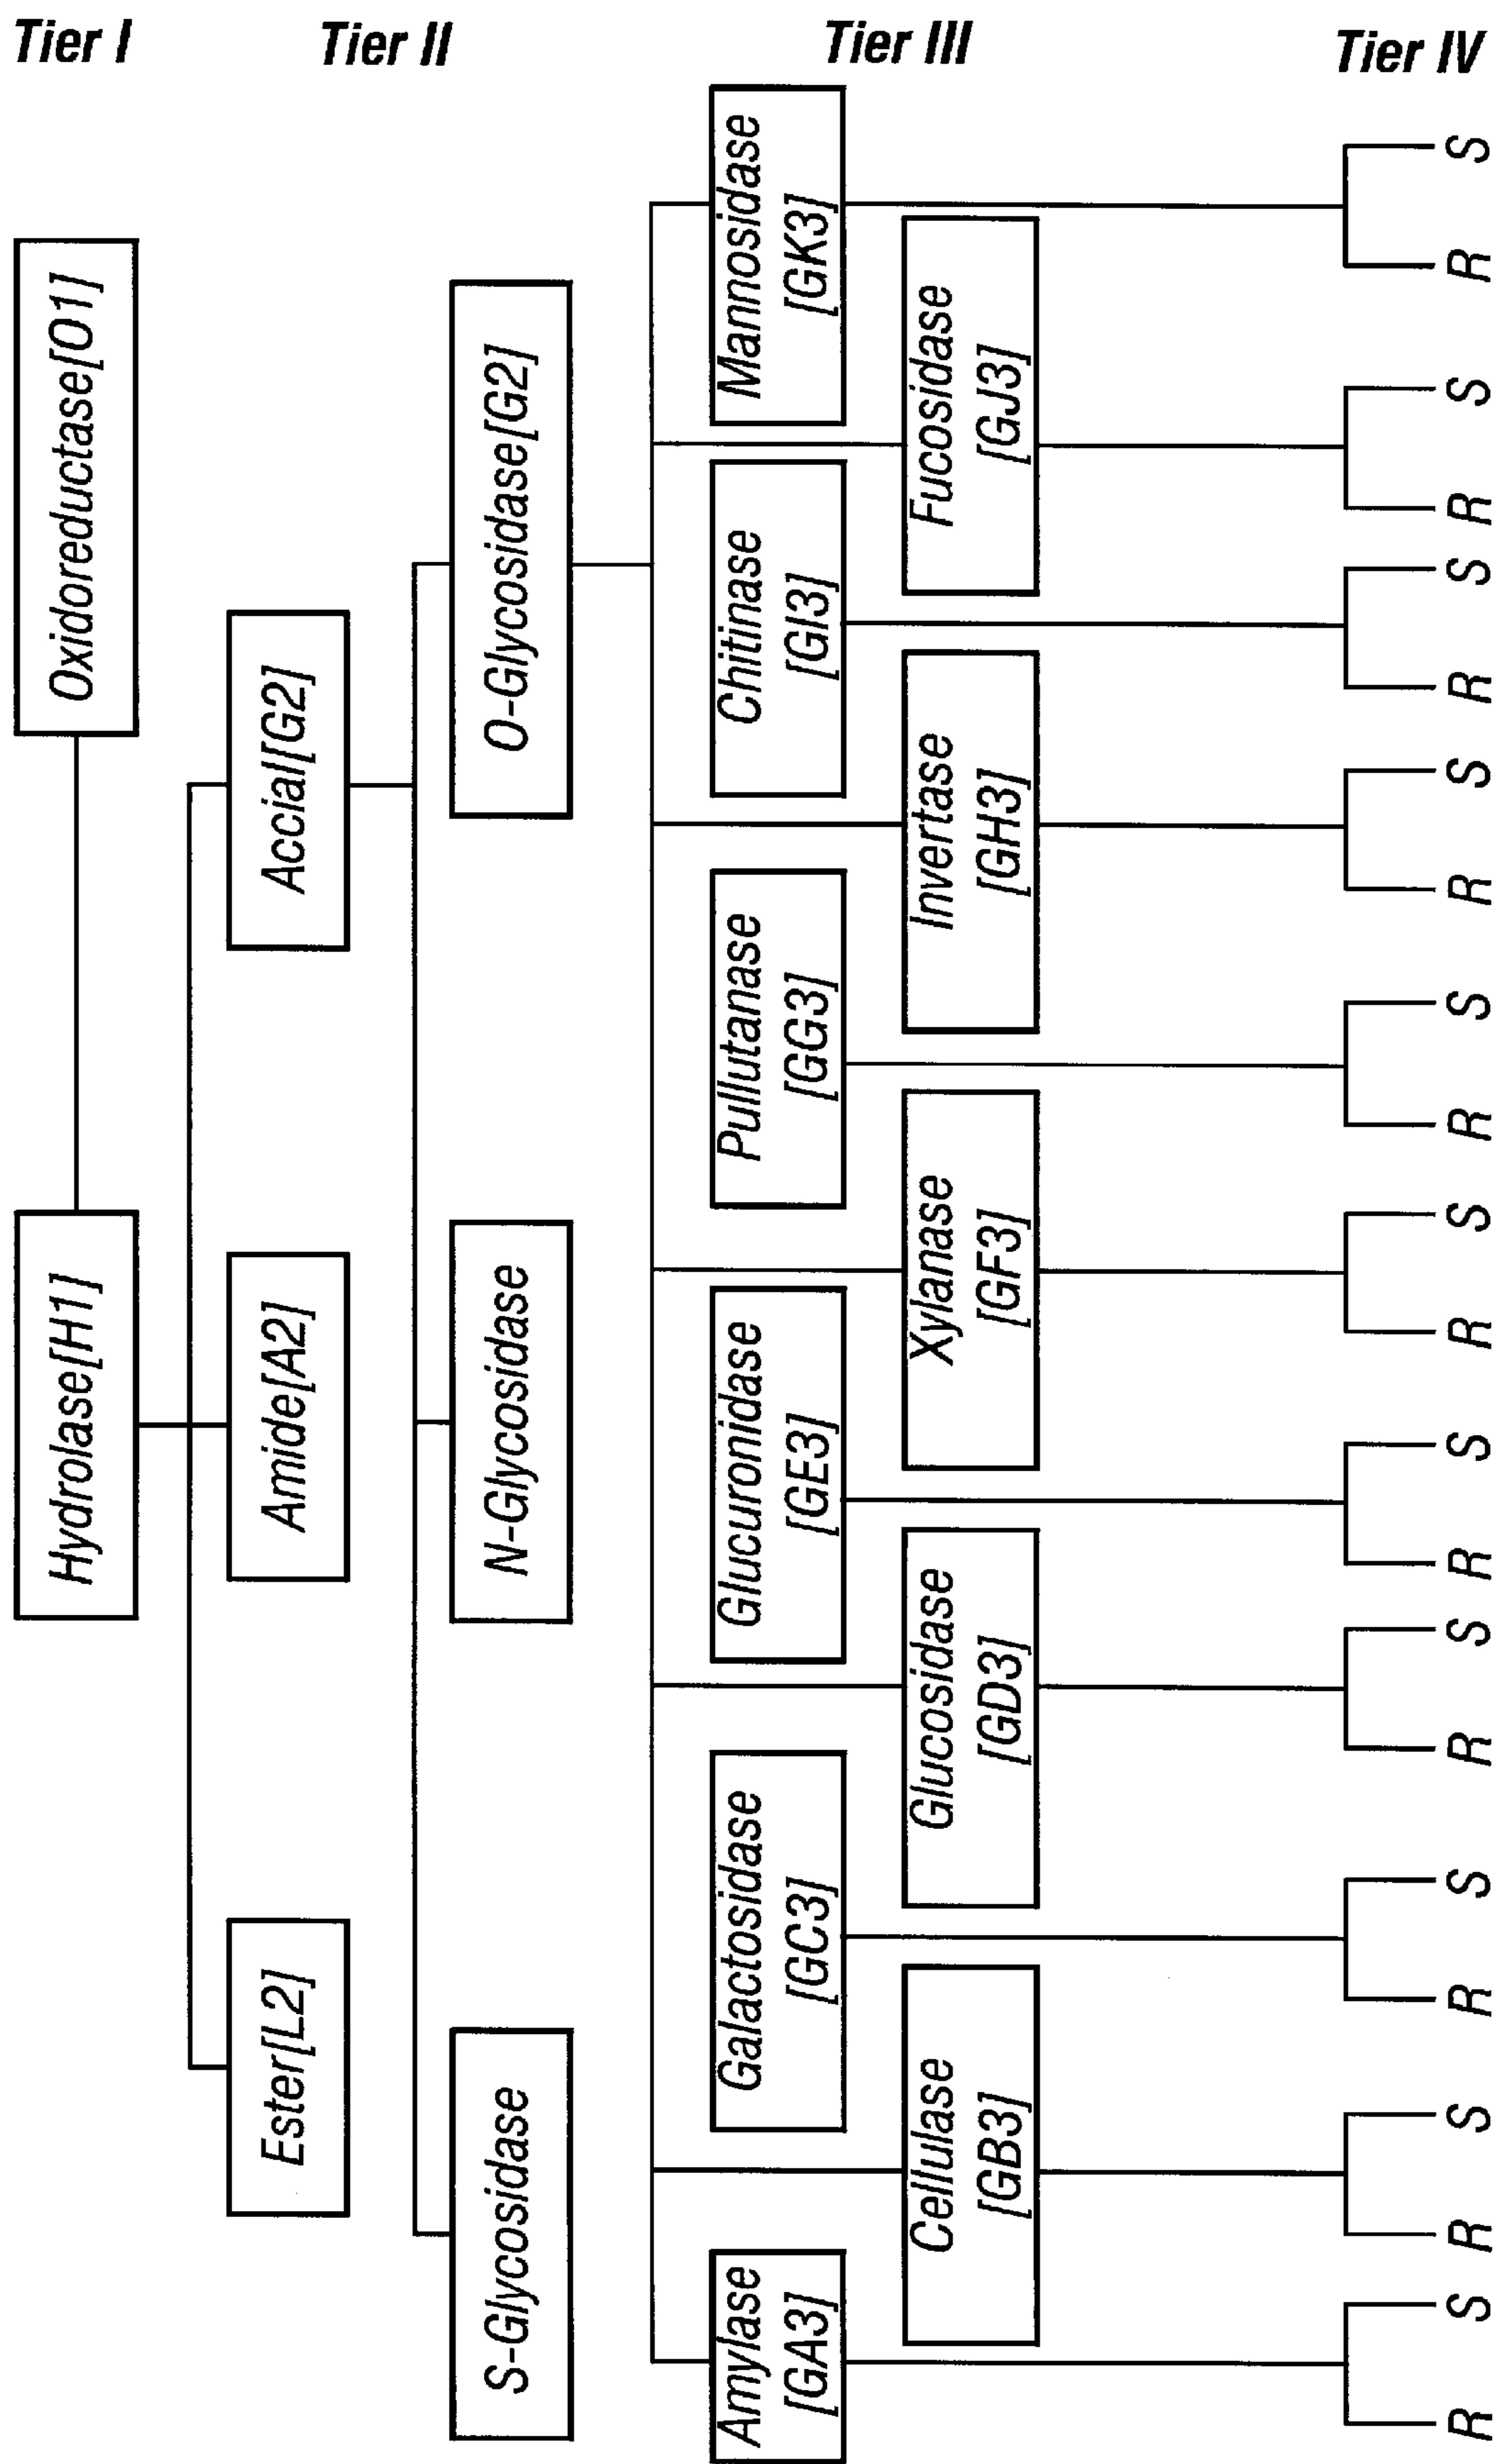 Tier I
Tier II
Tier III
Tier IV
Hydrolase[H1]
Oxidoreductase[O1]
Ester[L2]
Amide[A2]
Accial[G2]
S-Glycosidase
N-Glycosidase
O-Glycosidase[G2]
Amylase
[GA3]
Galactosidase
[GC3]
Glucuronidase
[GE3]
Pullutanase
[GG3]
Chitinase
[GI3]
Mannosidase
[GK3]
Cellulase
[GB3]
Glucosidase
[GD3]
Xylanase
[GF3]
Invertase
[GH3]
Fucosidase
[GJ3]
R S R S R S R S R S R S R S R S R S R S R S